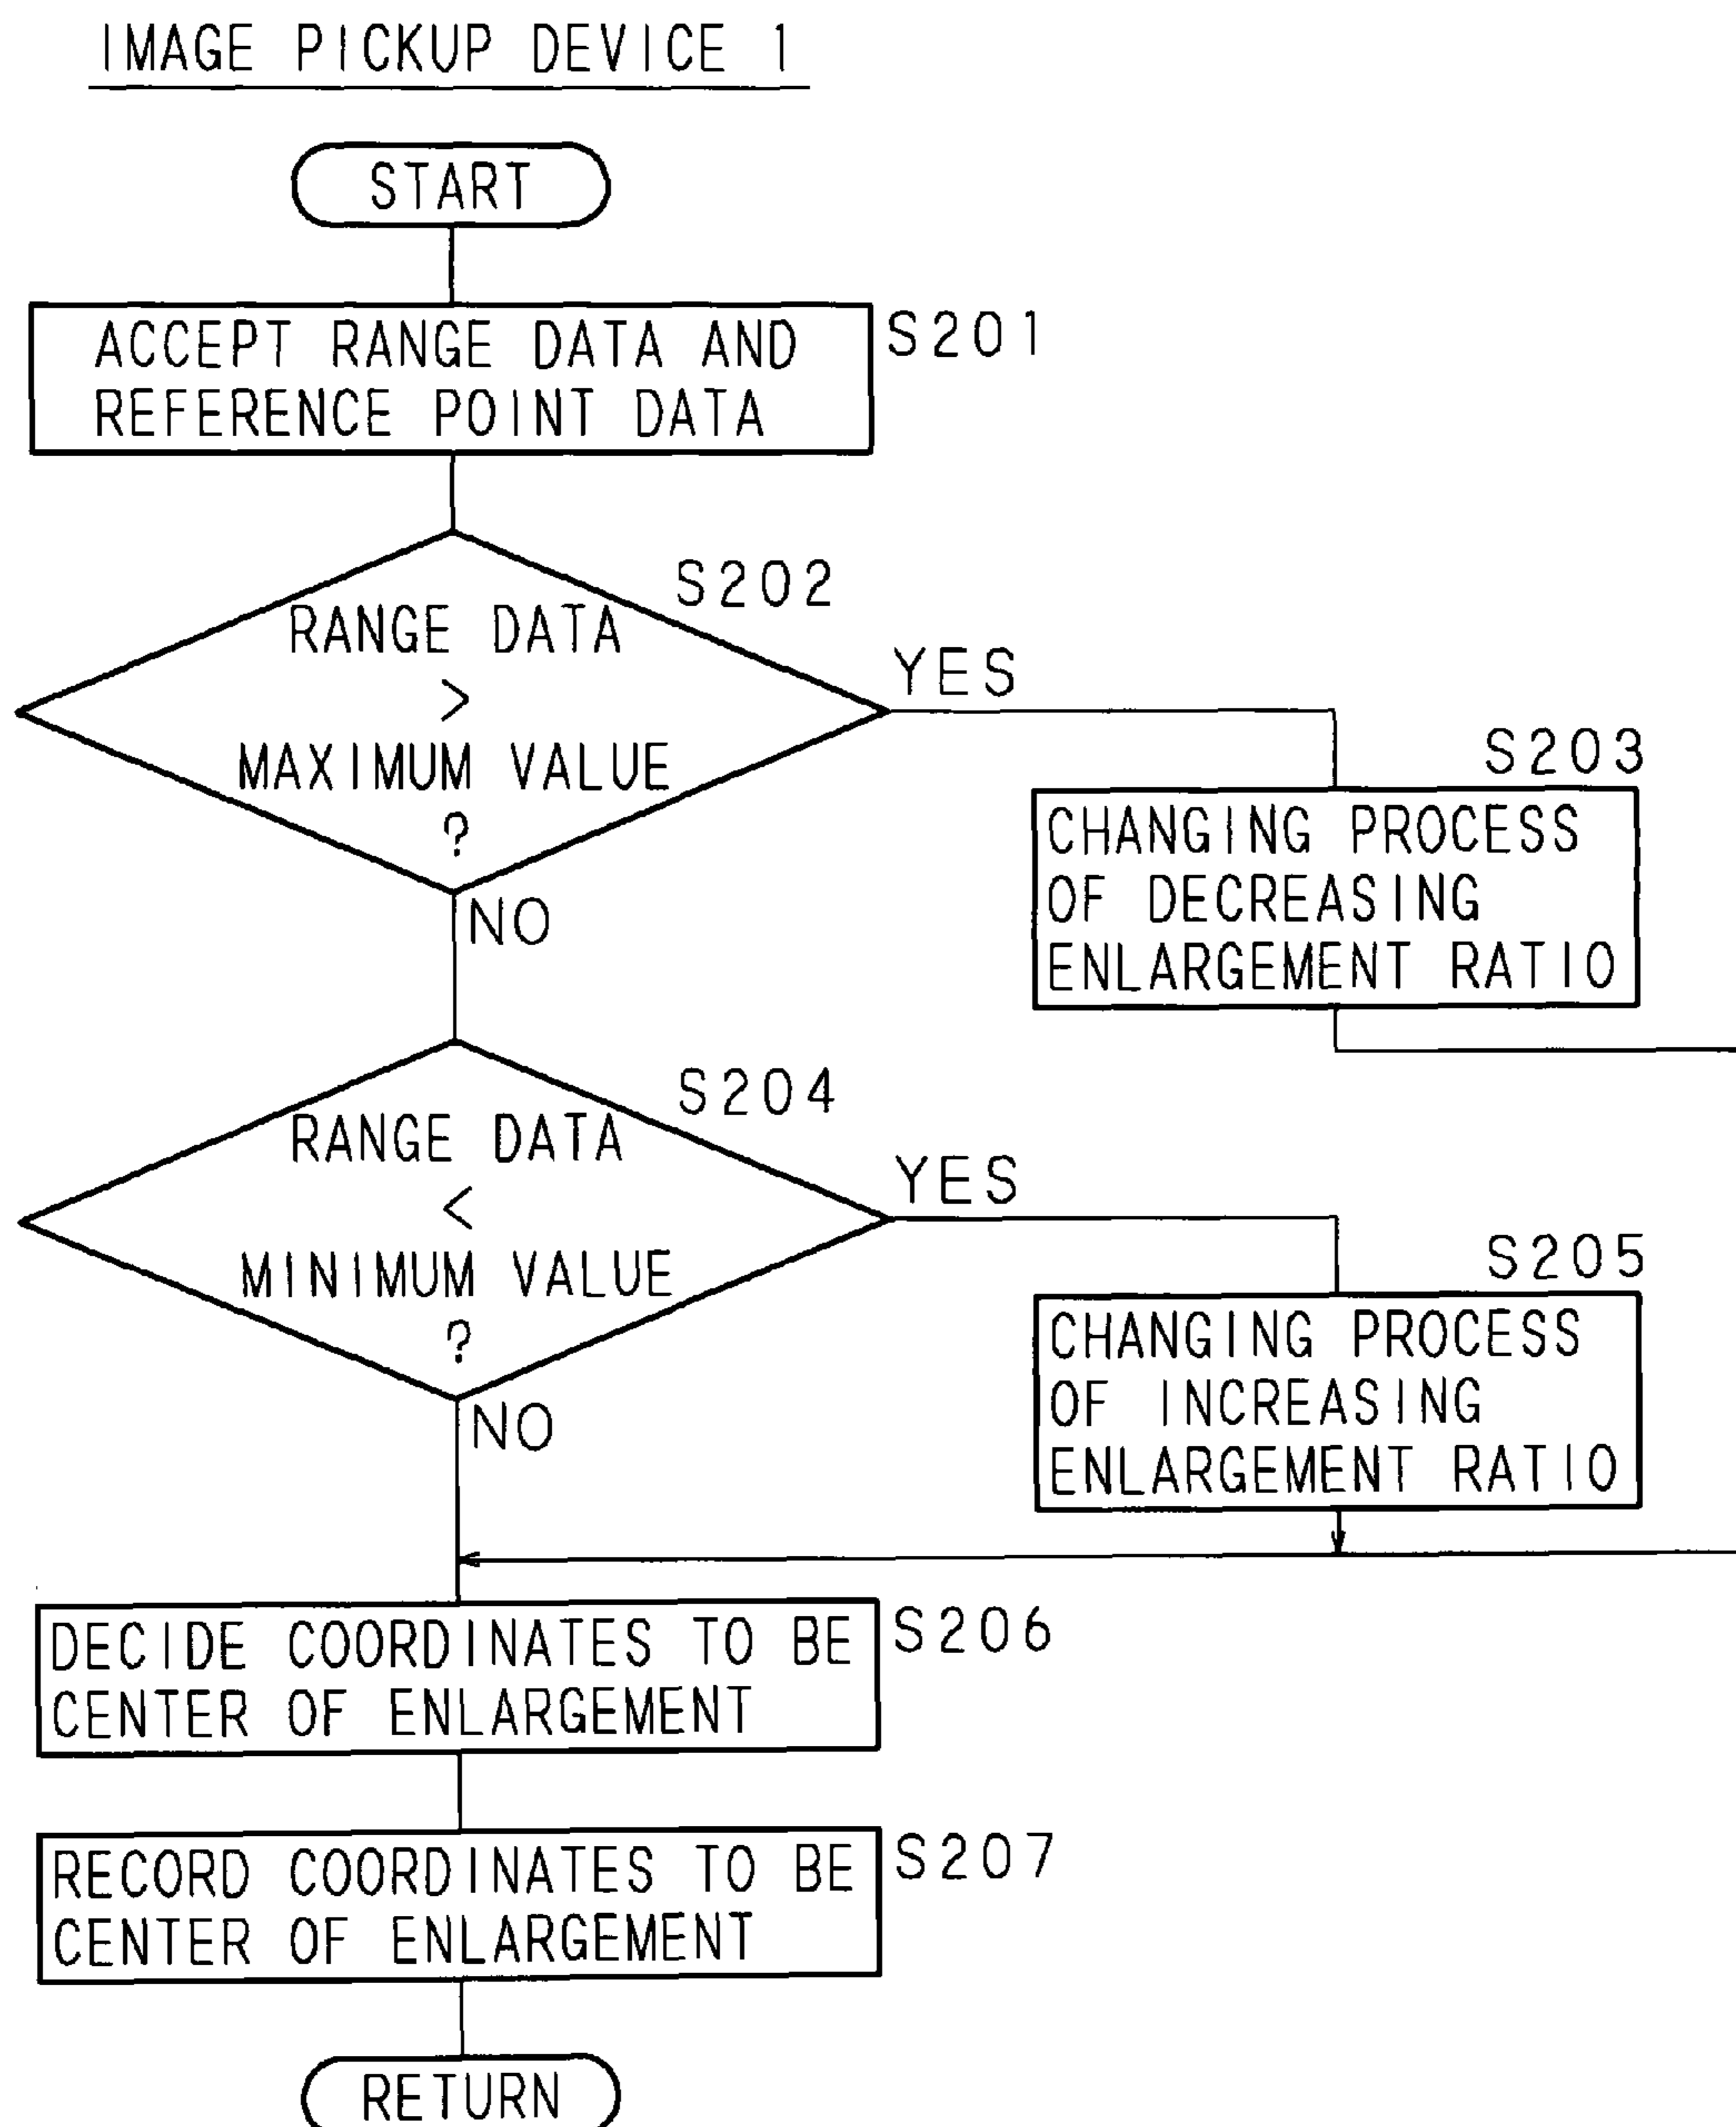 IMAGE PICKUP DEVICE 1
START
ACCEPT RANGE DATA AND
REFERENCE POINT DATA
S201
S202
RANGE DATA
>
MAXIMUM VALUE
?
YES
NO
S203
CHANGING PROCESS
OF DECREASING
ENLARGEMENT RATIO
S204
RANGE DATA
<
MINIMUM VALUE
?
YES
NO
S205
CHANGING PROCESS
OF INCREASING
ENLARGEMENT RATIO
DECIDE COORDINATES TO BE
CENTER OF ENLARGEMENT
S206
RECORD COORDINATES TO BE
CENTER OF ENLARGEMENT
S207
RETURN